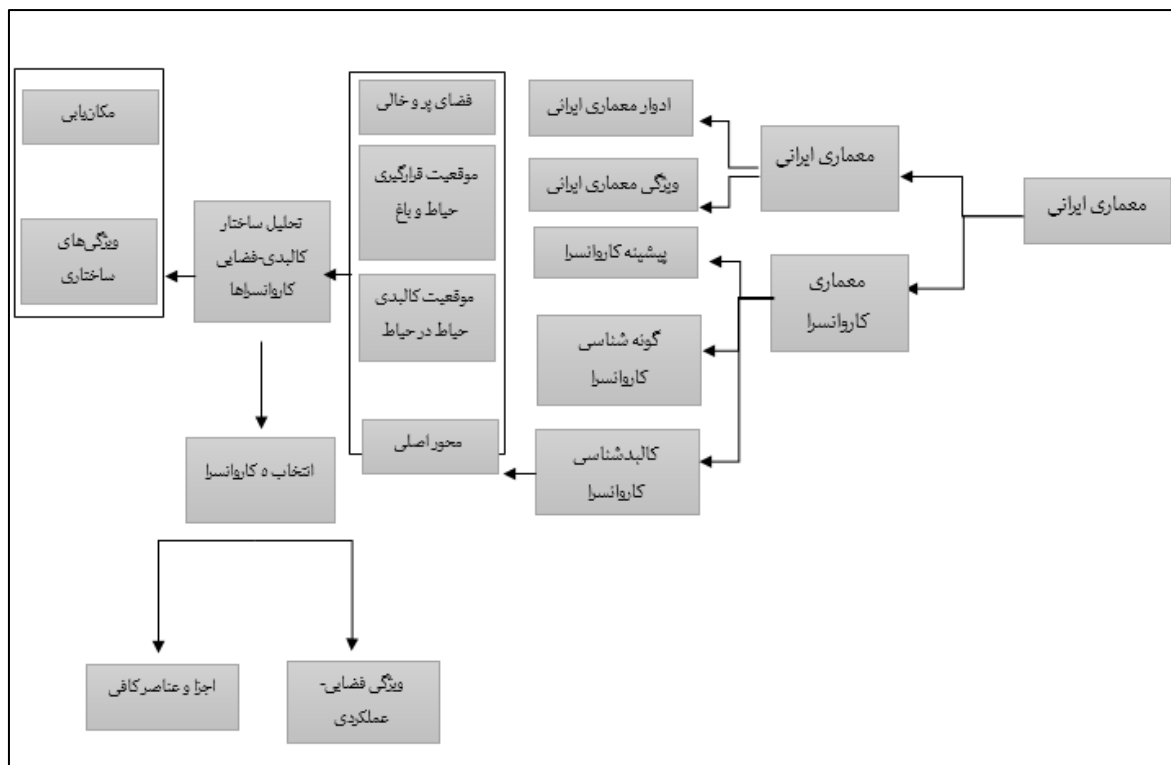 معماری ایرانی
معماری ایرانی
معماری
کاروانسرا
ادوار معماری ایرانی
ویژگی معماری ایرانی
پیشینه کاروانسرا
گونه شناسی
کاروانسرا
کالبدشناسی
کاروانسرا
فضای پر و خالی
موقعیت قرارگیری
حیاط و باغ
موقعیت کالبدی
حیاط در حیاط
محور اصلی
تحلیل ساختار
کالبدی-فضایی
کاروانسراها
مکان‌یابی
ویژگی‌های
ساختاری
انتخاب ۵ کاروانسرا
ویژگی فضایی-
عملکردی
اجزا و عناصر کافی